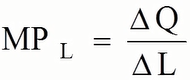 MP L = ΔQ / ΔL